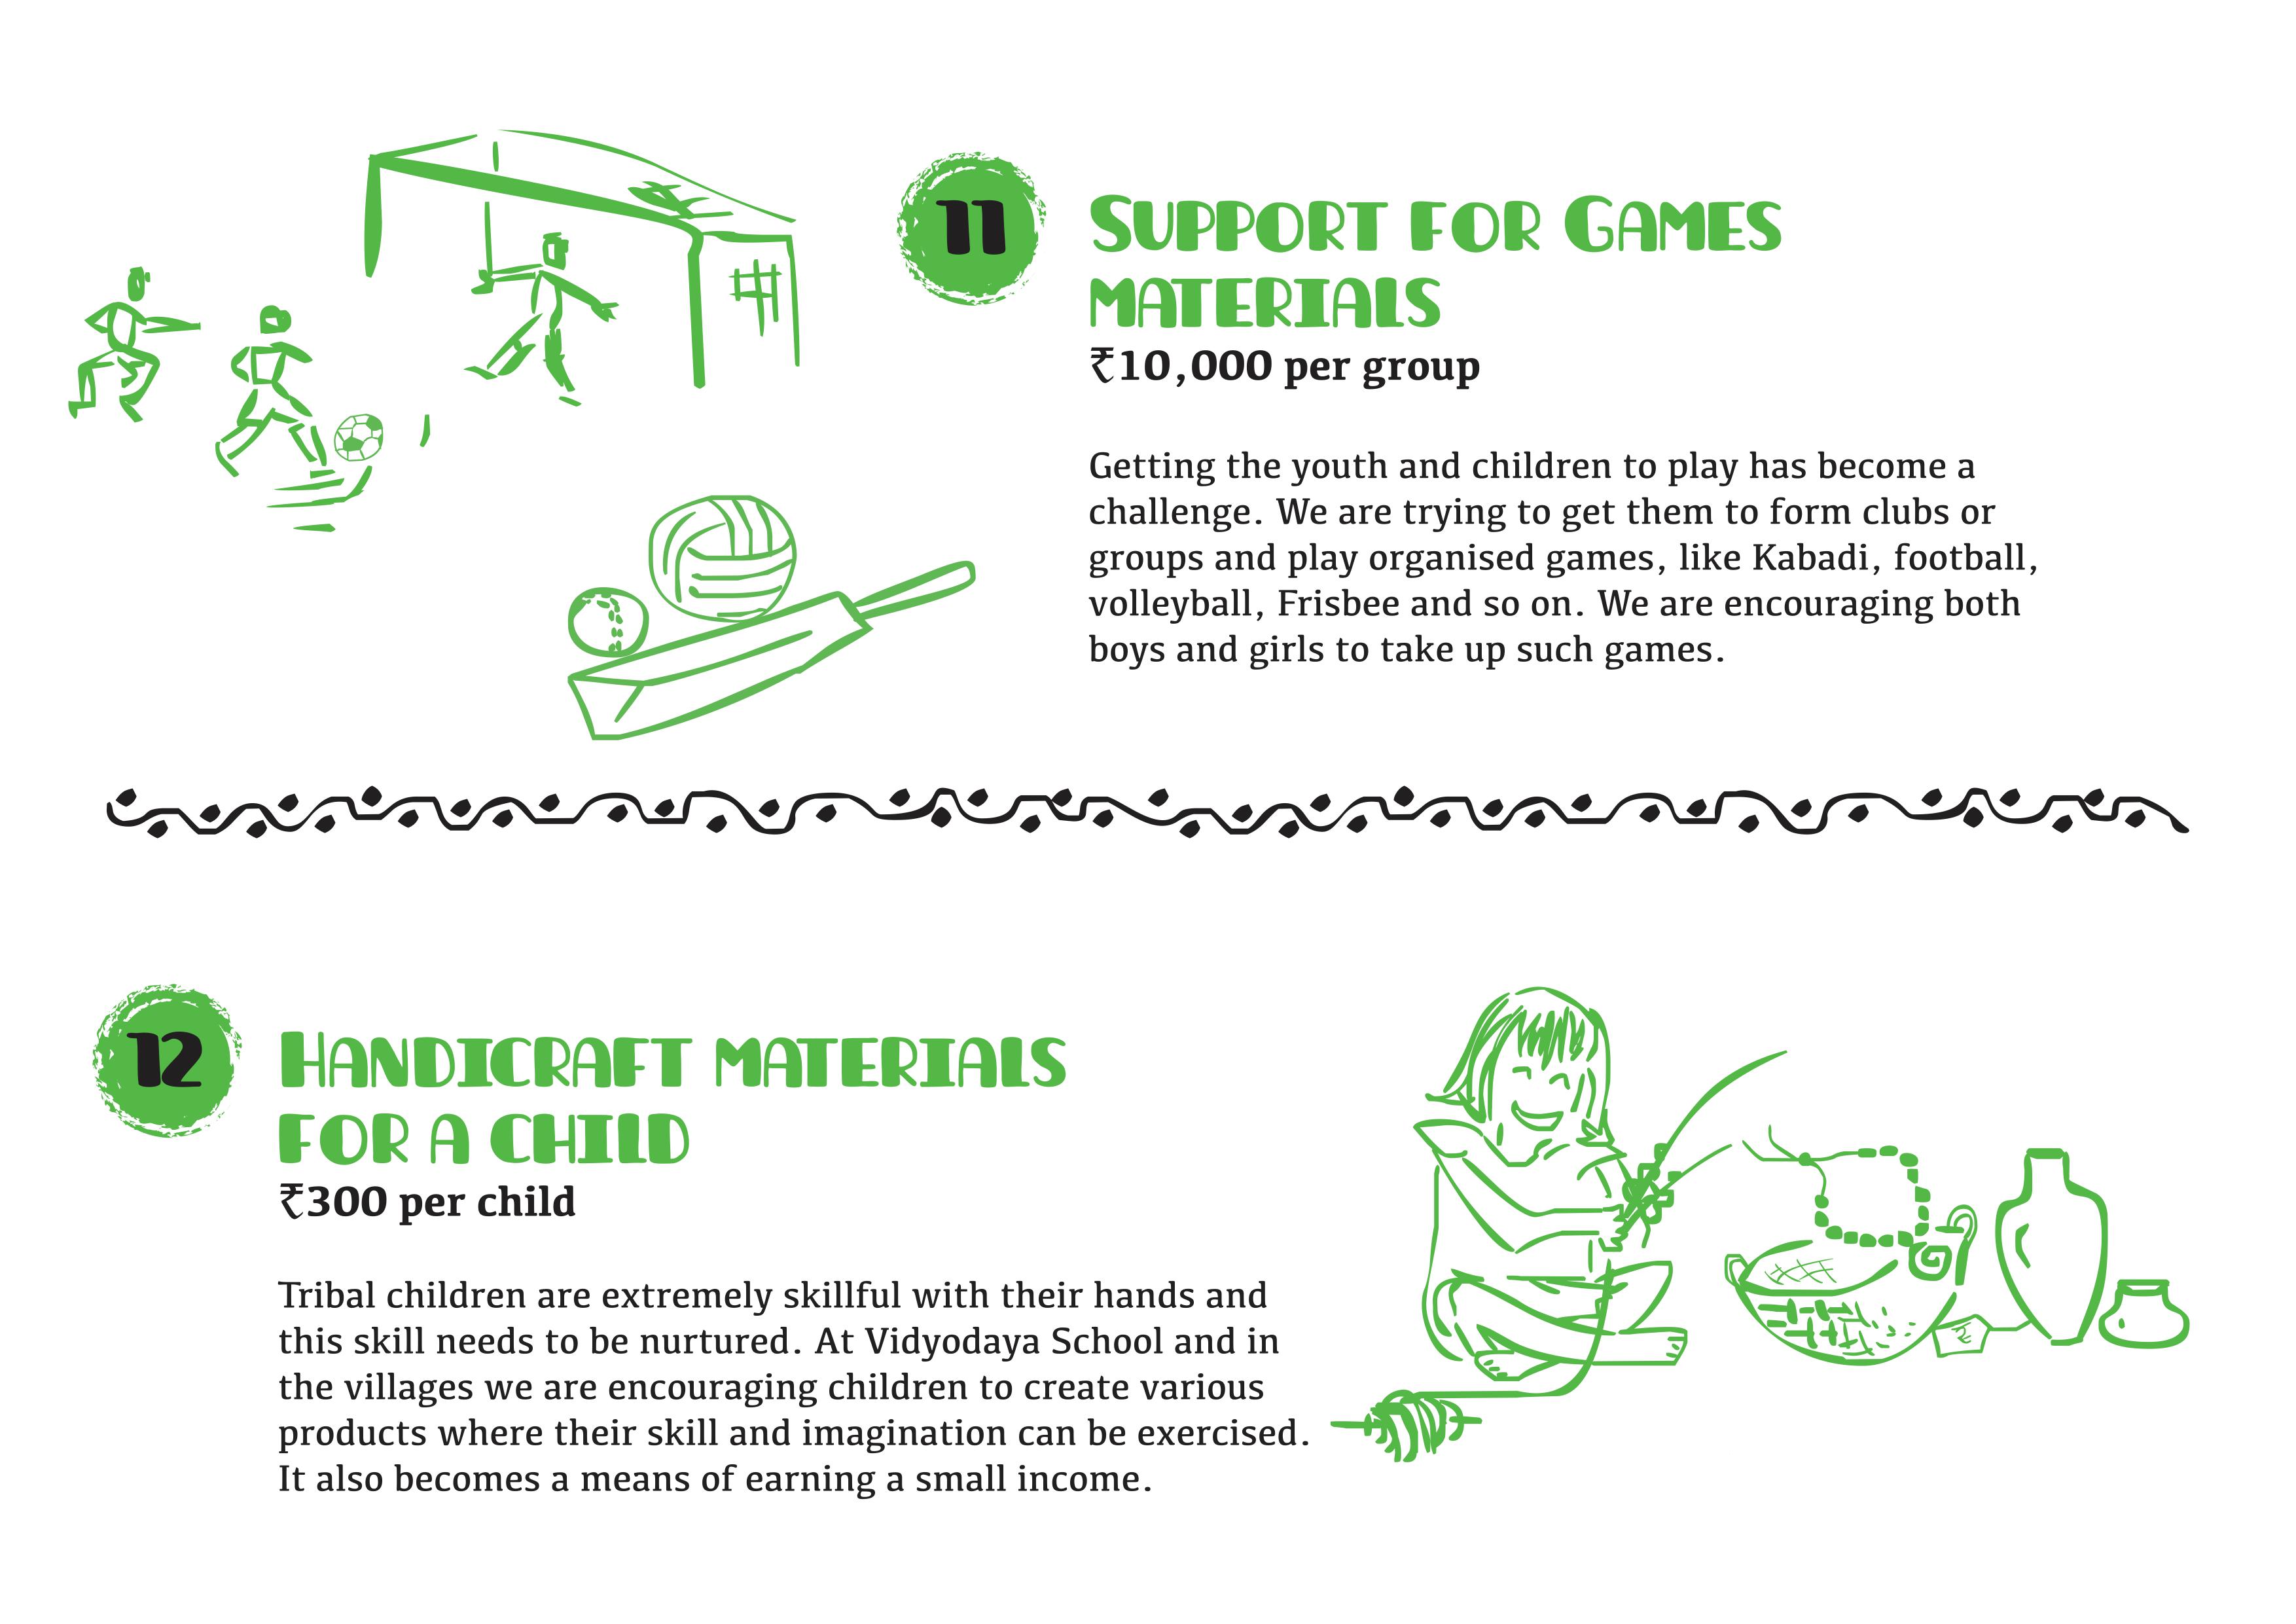 11
Support for Games
materials
₹10,000 per group
Getting the youth and children to play has become a
challenge. We are trying to get them to form clubs or
groups and play organised games, like Kabadi, football,
volleyball, Frisbee and so on. We are encouraging both
boys and girls to take up such games.
12
Handicraft materials
for a child
₹300 per child
Tribal children are extremely skillful with their hands and
this skill needs to be nurtured. At Vidyodaya School and in
the villages we are encouraging children to create various
products where their skill and imagination can be exercised.
It also becomes a means of earning a small income.
₹